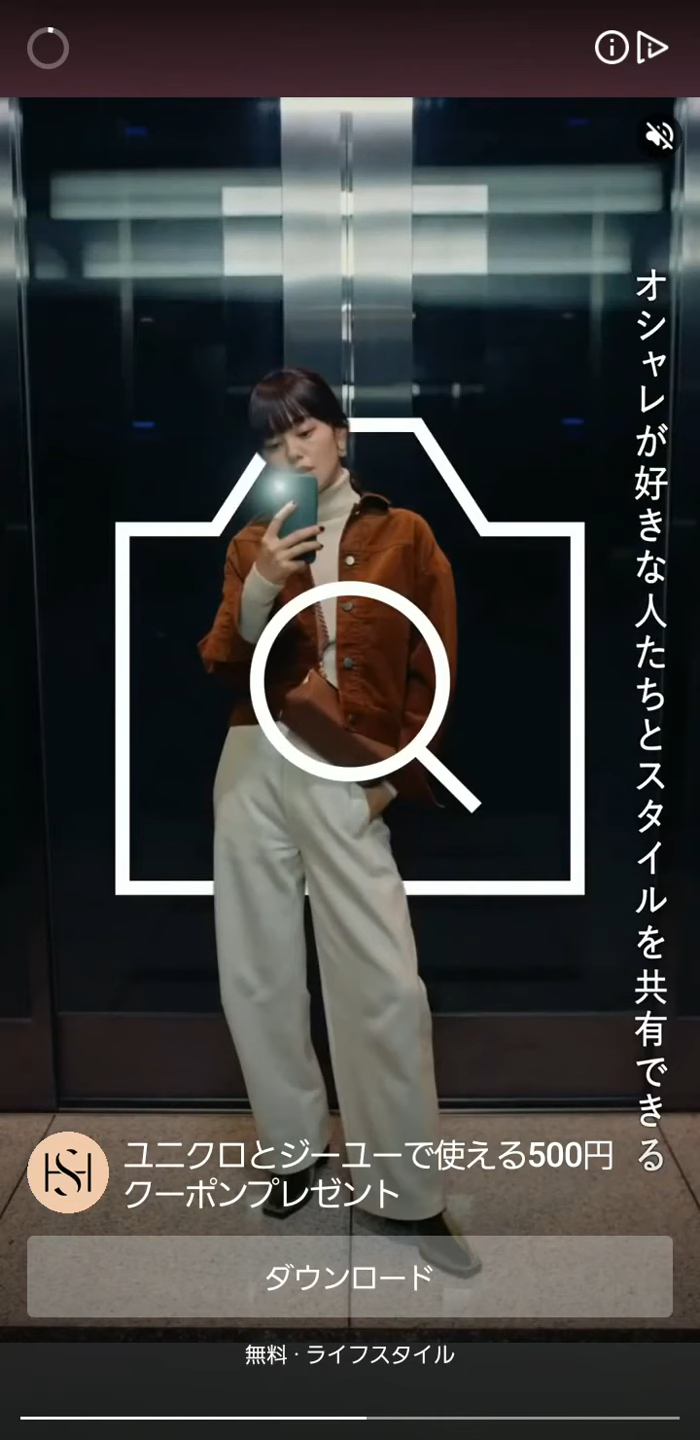 オシャレが好きな人たちとスタイルを共有できる
ユニクロとジーユーで使える500円
クーポンプレゼント
ダウンロード
無料・ライフスタイル